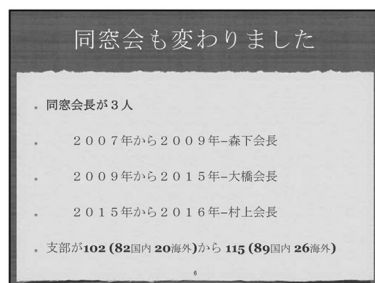 同窓会も変わりました
. 同窓会長が３人
. ２００７年から２００９年–森下会長
. ２００９年から２０１５年–大橋会長
. ２０１５年から２０１６年–村上会長
. 支部が102 (82国内 20海外)から 115 (89国内 26海外)
6